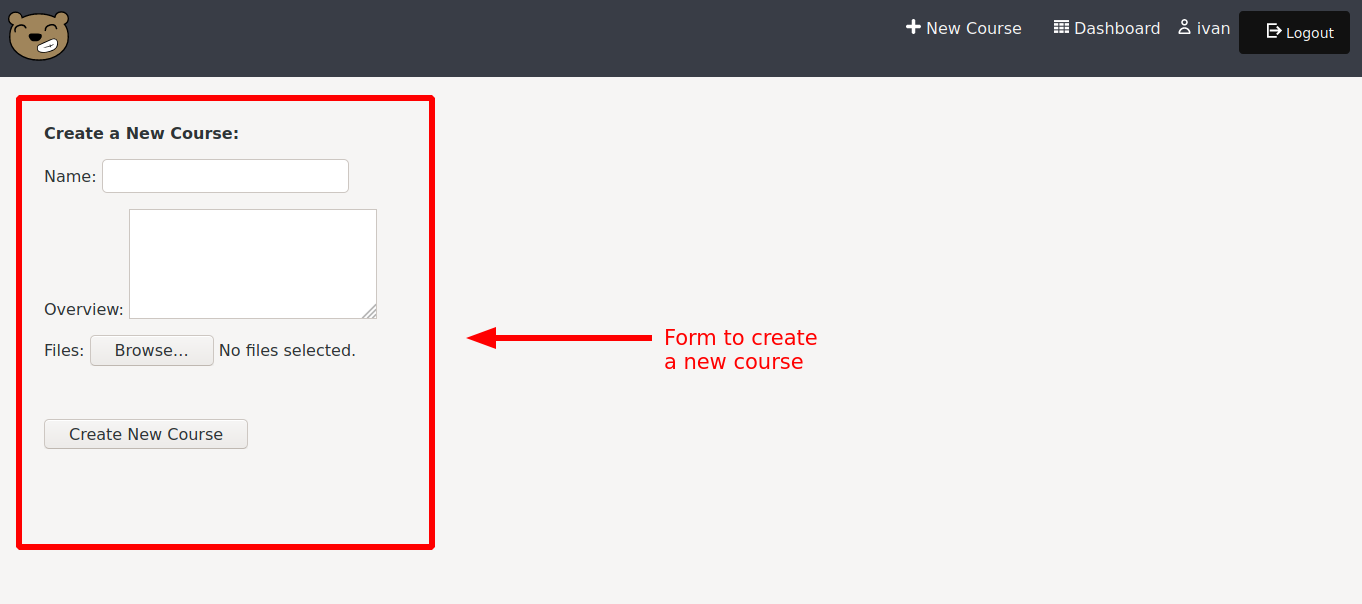 New Course Dashboard ivan Logout
Create a New Course:
Name:
Overview:
Files: Browse... No files selected.
Create New Course
Form to create
a new course